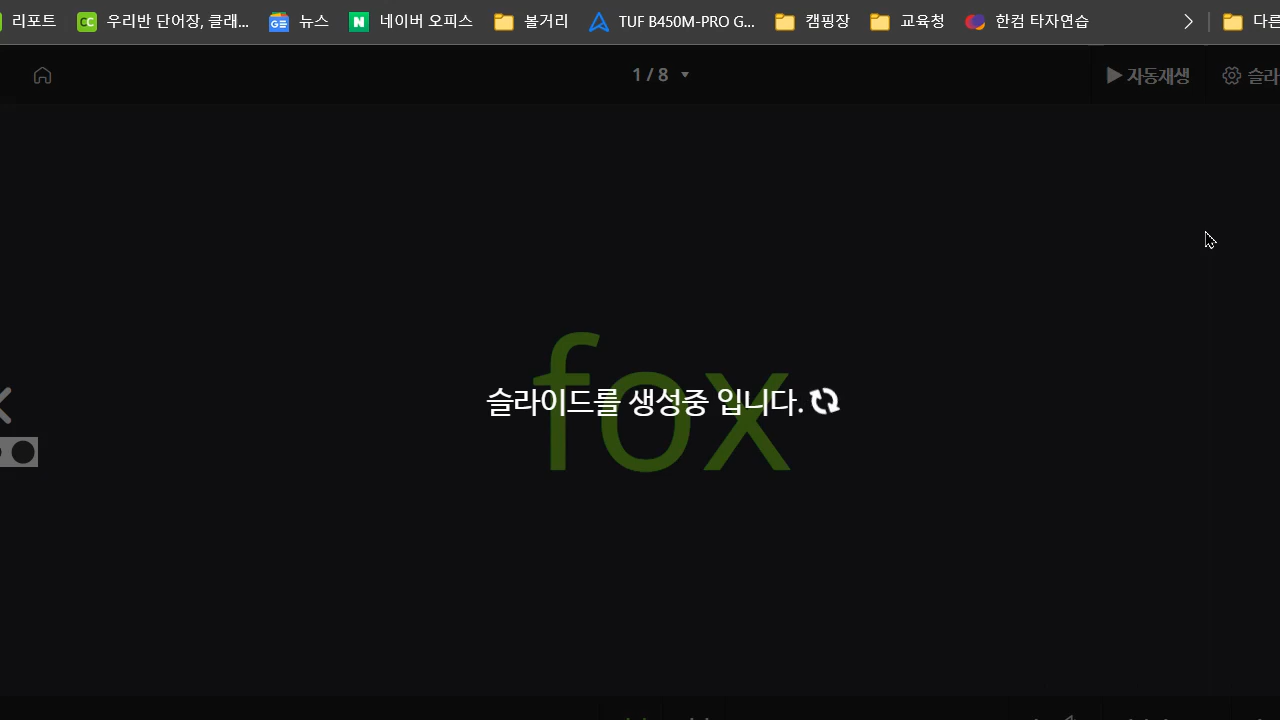 리포트 CC 우리반 단어장, 클래... GE 뉴스 N 네이버 오피스 볼거리 TUF B450M-PRO G... 캠핑장 교육청 한컴 타자연습
1 / 8 자동재생
fox
슬라이드를 생성중 입니다.